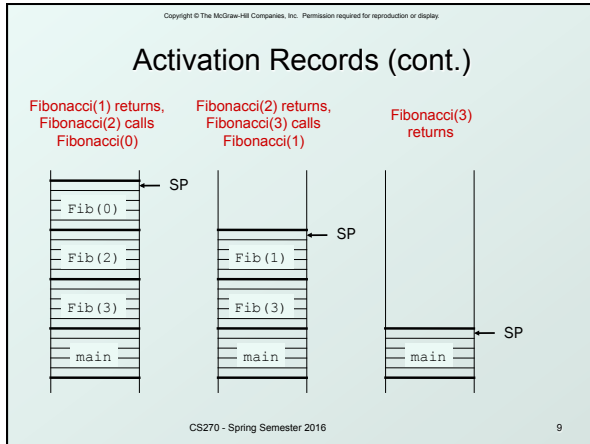 Copyright © The McGraw-Hill Companies, Inc. Permission required for reproduction or display.
Activation Records (cont.)
Fibonacci(1) returns,
Fibonacci(2) calls
Fibonacci(0)
Fibonacci(2) returns,
Fibonacci(3) calls
Fibonacci(1)
Fibonacci(3)
returns
SP
Fib(0)
Fib(2)
Fib(3)
main
SP
Fib(1)
Fib(3)
main
SP
main
CS270 - Spring Semester 2016
9